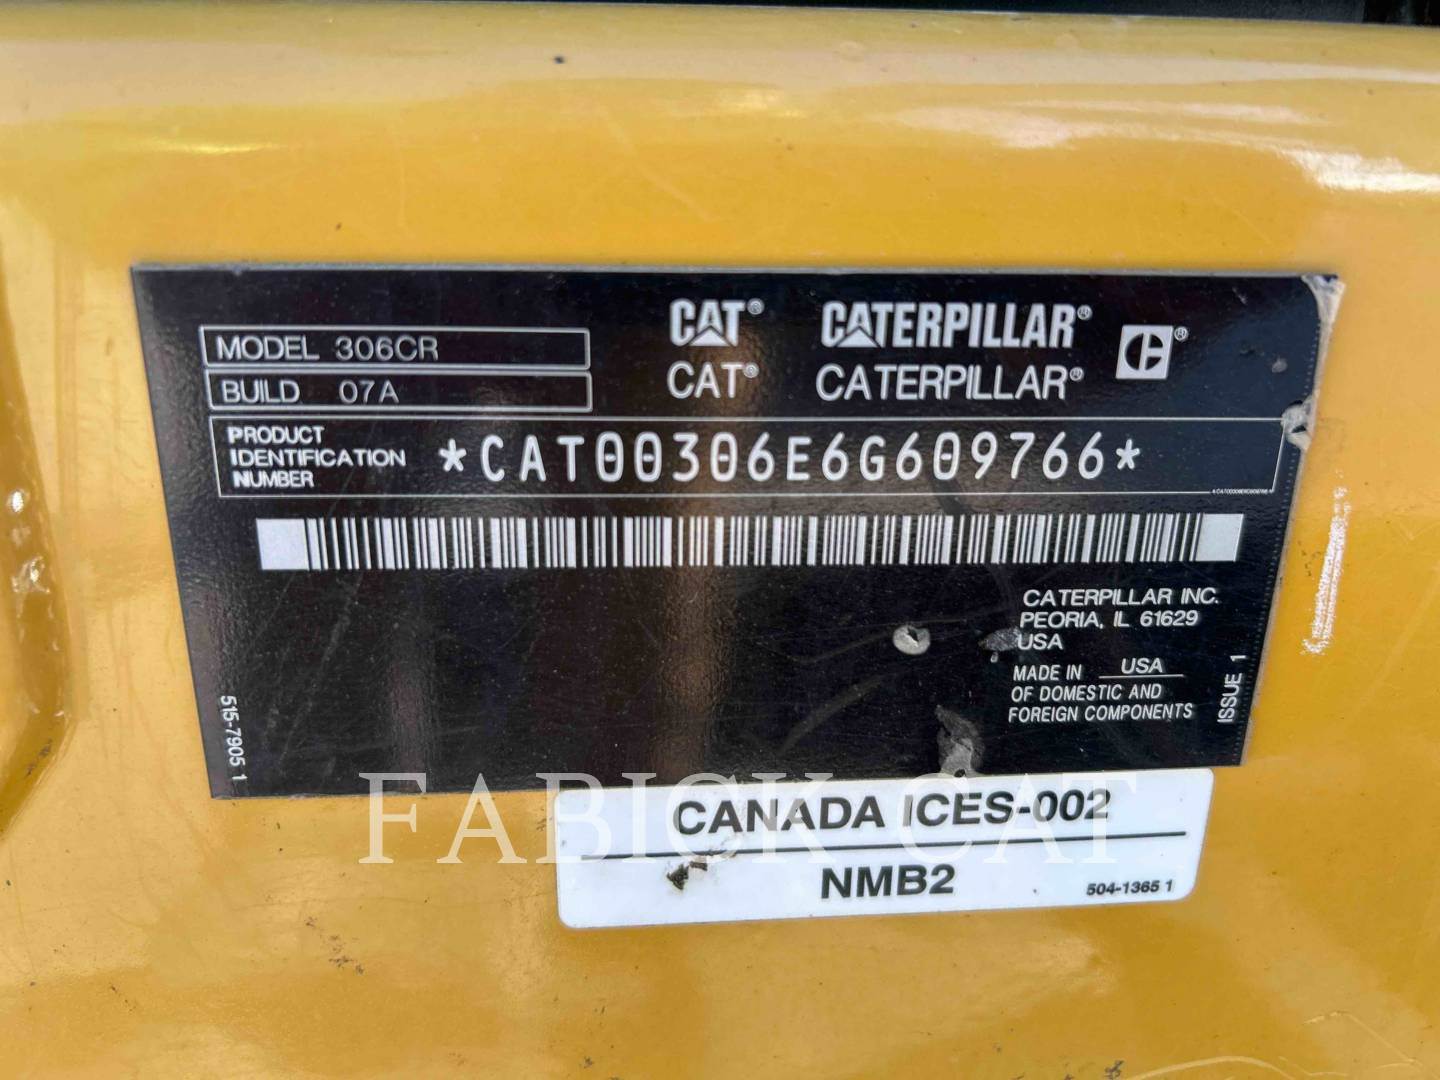 CAT® CATERPILLAR® C®
CAT® CATERPILLAR®
MODEL 306CR
BUILD 07A
PRODUCT IDENTIFICATION NUMBER *CAT00306E6G609766*
CATERPILLAR INC.
PEORIA, IL 61629
USA
MADE IN USA
OF DOMESTIC AND
FOREIGN COMPONENTS
ISSUE 1
515-7905 1
FABICK CAT
CANADA ICES-002
NMB2
504-1365 1